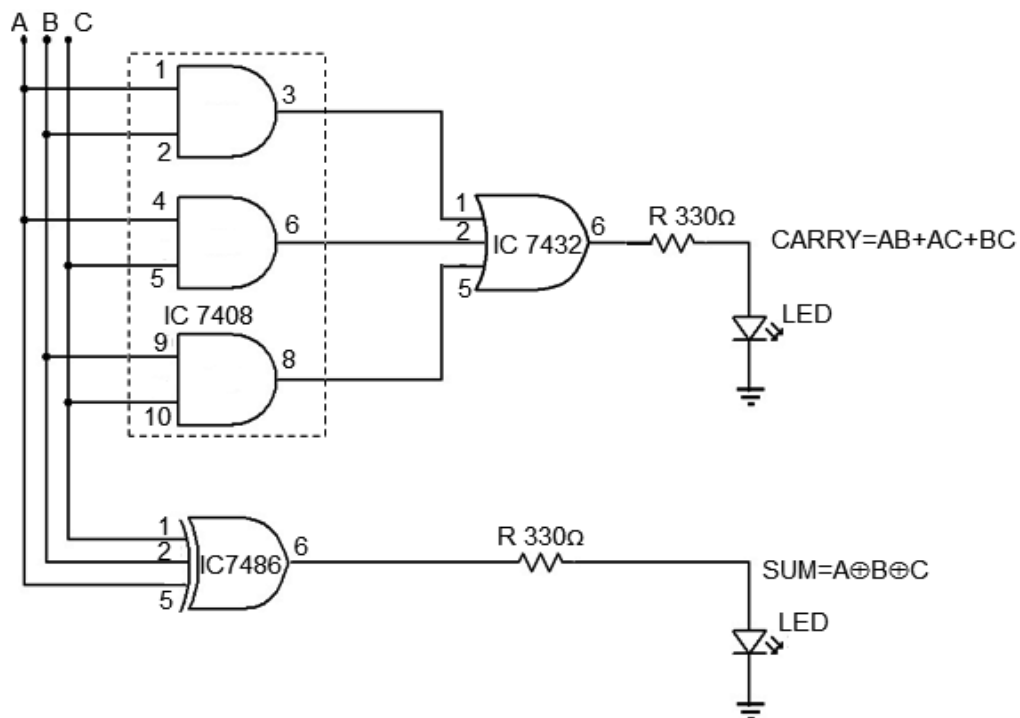 A B C
1
3
2
4
6
5
IC 7408
9
8
10
1
2
5
IC 7432
6
R 330Ω
CARRY=AB+AC+BC
LED
1
2
5
IC7486
6
R 330Ω
SUM=A⊕B⊕C
LED